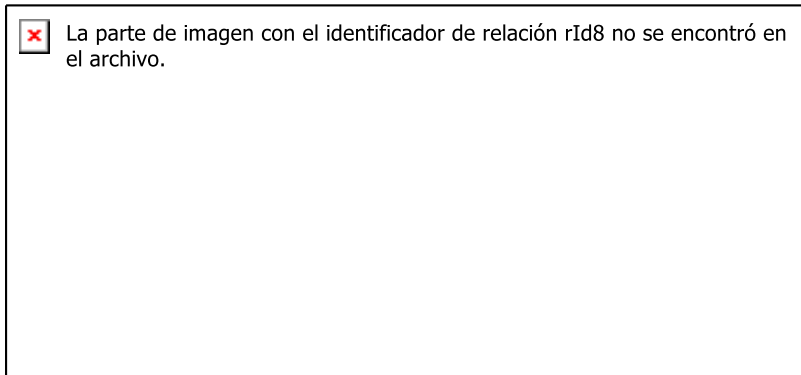 La parte de imagen con el identificador de relación rId8 no se encontró en
el archivo.